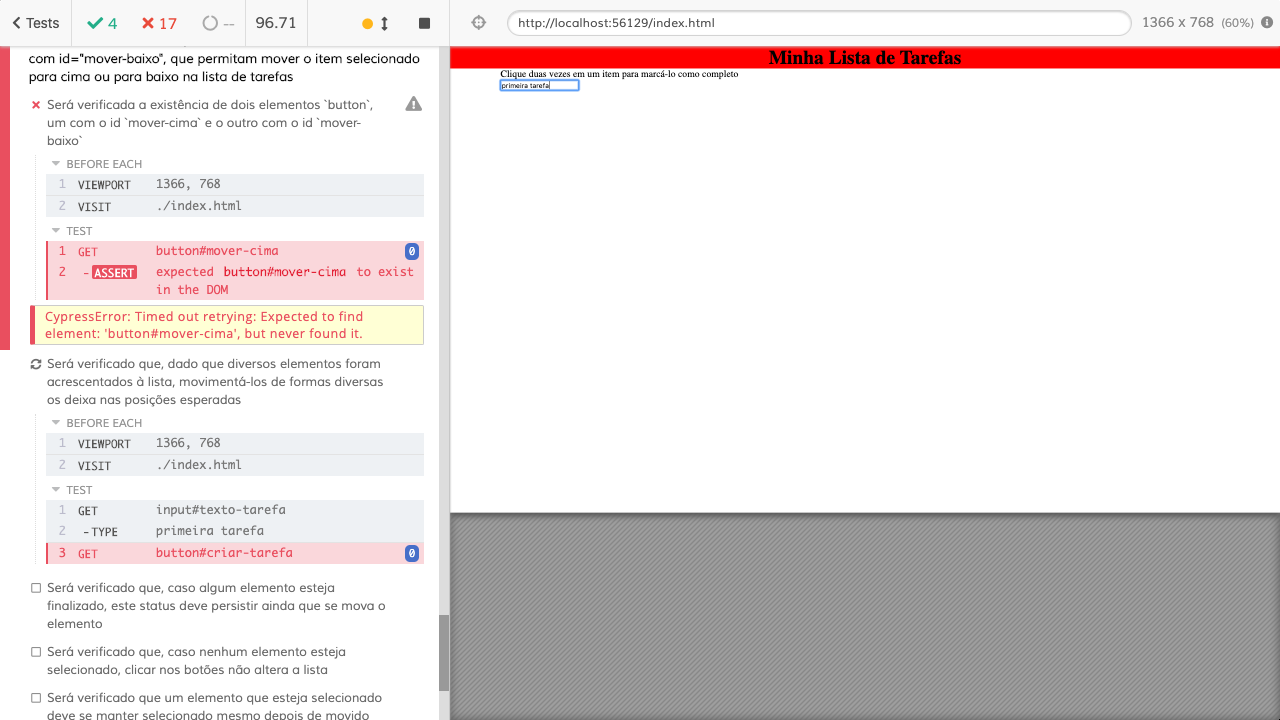 Tests
4
17
--
96.71
http://localhost:56129/index.html
1366 x 768 (60%)
com id="mover-baixo", que permitam mover o item selecionado
para cima ou para baixo na lista de tarefas
Será verificada a existência de dois elementos `button`,
um com o id `mover-cima` e o outro com o id `mover-
baixo`
BEFORE EACH
1 VIEWPORT 1366, 768
2 VISIT ./index.html
TEST
1 GET button#mover-cima 0
2 -ASSERT expected button#mover-cima to exist
in the DOM
CypressError: Timed out retrying: Expected to find
element: 'button#mover-cima', but never found it.
Será verificado que, dado que diversos elementos foram
acrescentados à lista, movimentá-los de formas diversas
os deixa nas posições esperadas
BEFORE EACH
1 VIEWPORT 1366, 768
2 VISIT ./index.html
TEST
1 GET input#texto-tarefa
2 -TYPE primeira tarefa
3 GET button#criar-tarefa 0
Será verificado que, caso algum elemento esteja
finalizado, este status deve persistir ainda que se mova o
elemento
Será verificado que, caso nenhum elemento esteja
selecionado, clicar nos botões não altera a lista
Será verificado que um elemento que esteja selecionado
deve se manter selecionado mesmo depois de movido
Minha Lista de Tarefas
Clique duas vezes em um item para marcá-lo como completo
primeira tarefa